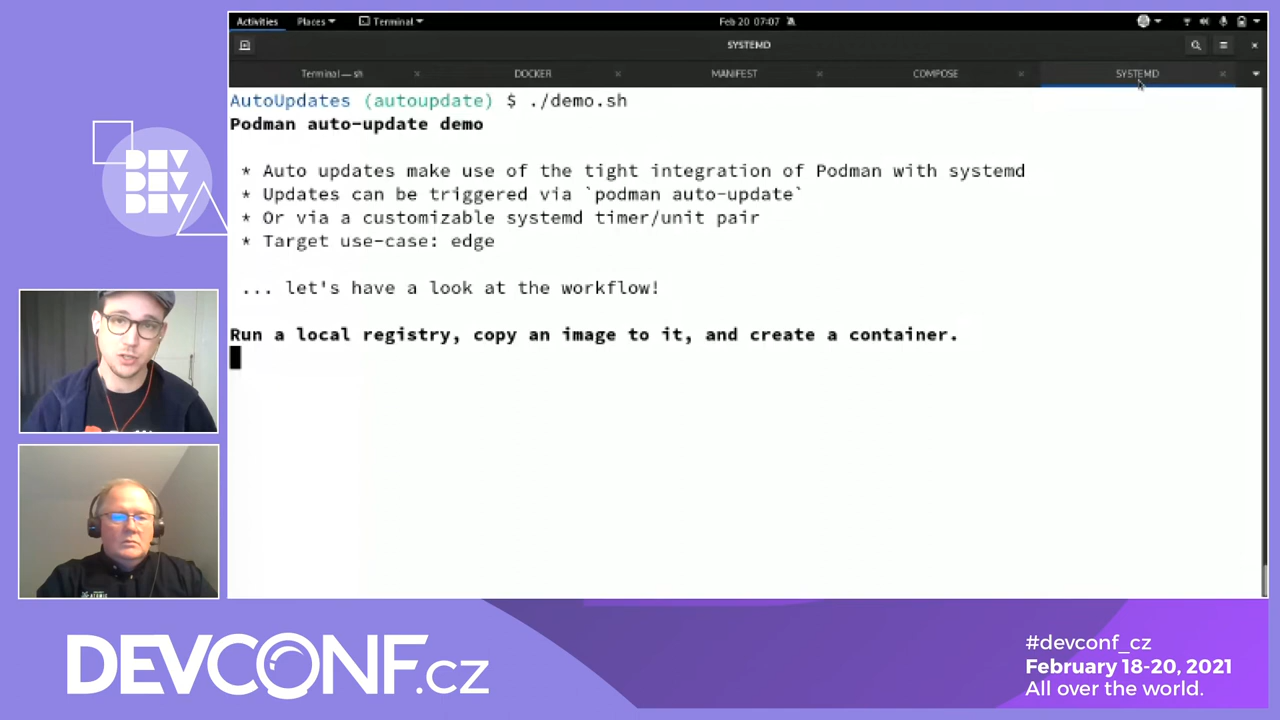 Activities Places Terminal Feb 20 07:07
SYSTEMD
Terminal — sh DOCKER MANIFEST COMPOSE SYSTEMD
AutoUpdates (autoupdate) $ ./demo.sh
Podman auto-update demo
* Auto updates make use of the tight integration of Podman with systemd
* Updates can be triggered via `podman auto-update`
* Or via a customizable systemd timer/unit pair
* Target use-case: edge
... let's have a look at the workflow!
Run a local registry, copy an image to it, and create a container.
DEV
DEV
DEV
DEVCONF.cz
#devconf_cz
February 18-20, 2021
All over the world.